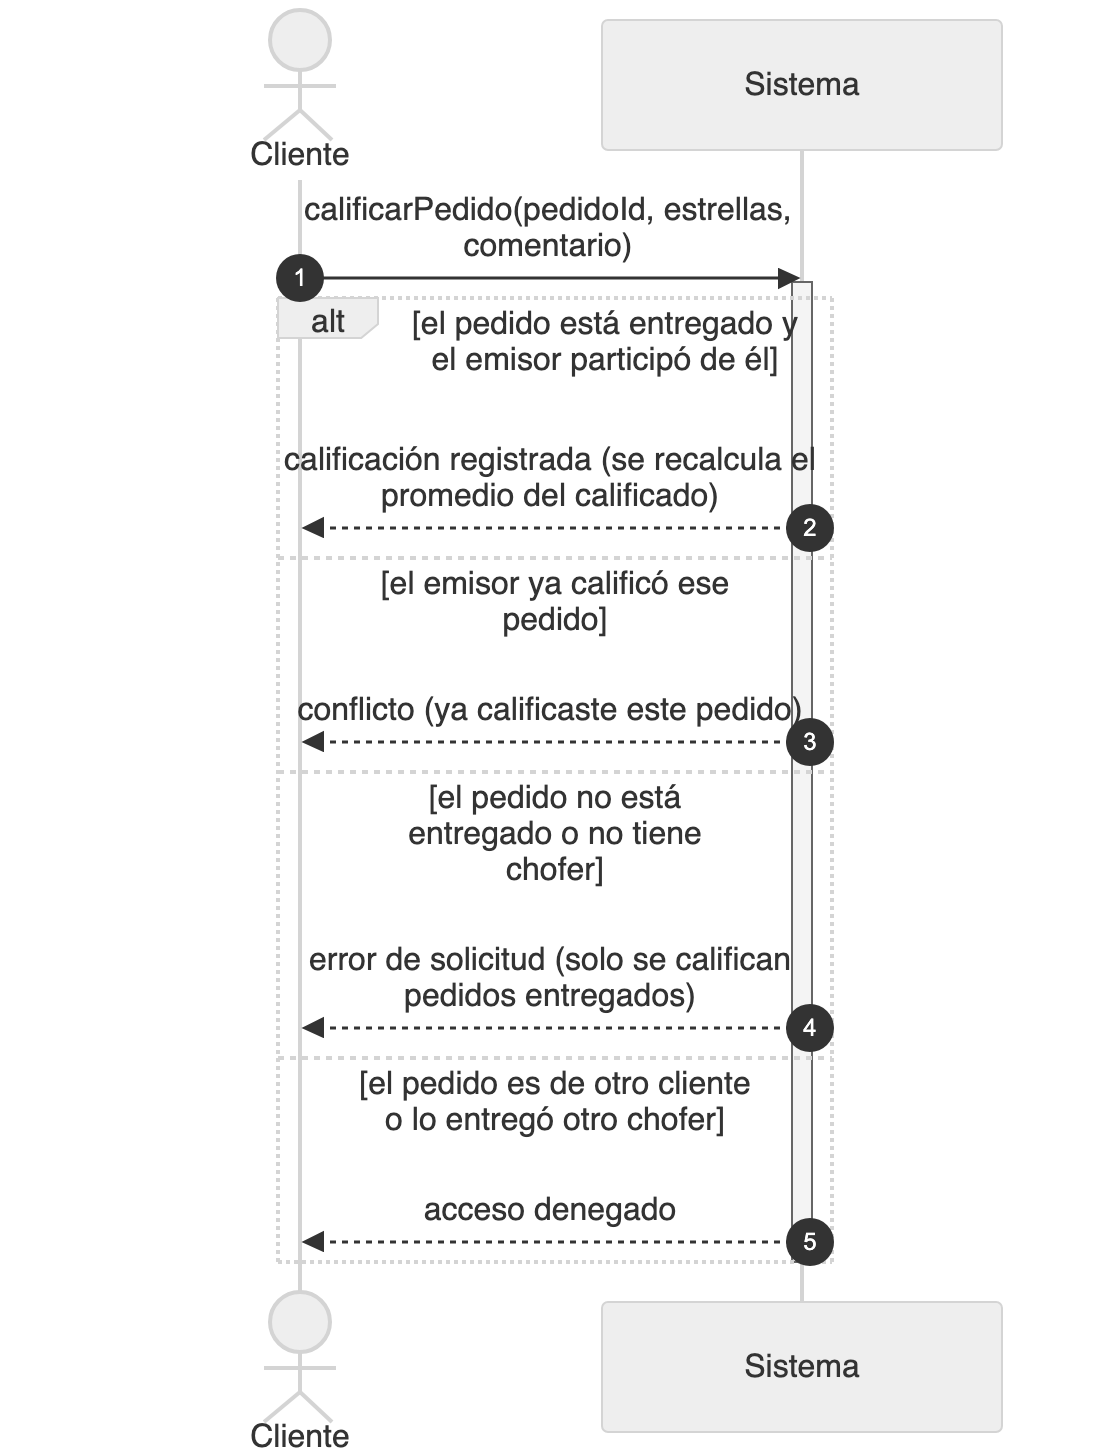 Cliente
Sistema
calificarPedido(pedidoId, estrellas,
comentario)
1
alt
[el pedido está entregado y
el emisor participó de él]
calificación registrada (se recalcula el
promedio del calificado)
2
[el emisor ya calificó ese
pedido]
conflicto (ya calificaste este pedido)
3
[el pedido no está
entregado o no tiene
chofer]
error de solicitud (solo se califican
pedidos entregados)
4
[el pedido es de otro cliente
o lo entregó otro chofer]
acceso denegado
5
Cliente
Sistema